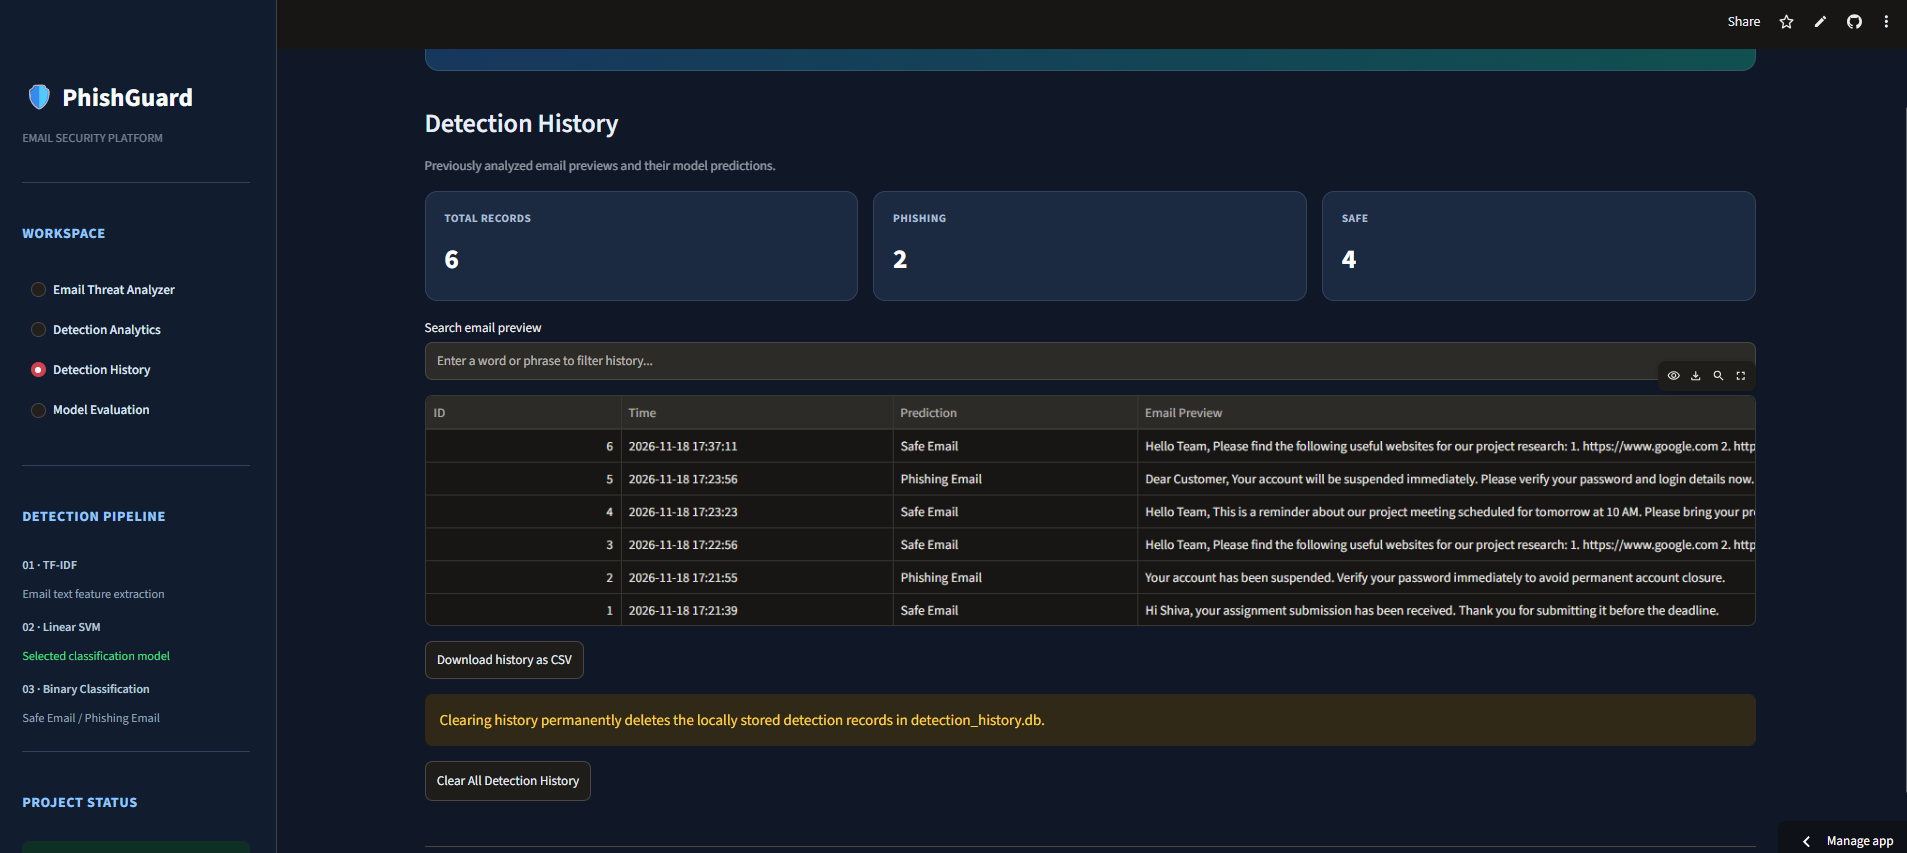 Share
PhishGuard
EMAIL SECURITY PLATFORM
WORKSPACE
Email Threat Analyzer
Detection Analytics
Detection History
Model Evaluation
DETECTION PIPELINE
01 · TF-IDF
Email text feature extraction
02 · Linear SVM
Selected classification model
03 · Binary Classification
Safe Email / Phishing Email
PROJECT STATUS
Detection History
Previously analyzed email previews and their model predictions.
TOTAL RECORDS
6
PHISHING
2
SAFE
4
Search email preview
Enter a word or phrase to filter history...
ID Time Prediction Email Preview
6 2026-11-18 17:37:11 Safe Email Hello Team, Please find the following useful websites for our project research: 1. https://www.google.com 2. http
5 2026-11-18 17:23:56 Phishing Email Dear Customer, Your account will be suspended immediately. Please verify your password and login details now.
4 2026-11-18 17:23:23 Safe Email Hello Team, This is a reminder about our project meeting scheduled for tomorrow at 10 AM. Please bring your pr
3 2026-11-18 17:22:56 Safe Email Hello Team, Please find the following useful websites for our project research: 1. https://www.google.com 2. http
2 2026-11-18 17:21:55 Phishing Email Your account has been suspended. Verify your password immediately to avoid permanent account closure.
1 2026-11-18 17:21:39 Safe Email Hi Shiva, your assignment submission has been received. Thank you for submitting it before the deadline.
Download history as CSV
Clearing history permanently deletes the locally stored detection records in detection_history.db.
Clear All Detection History
Manage app